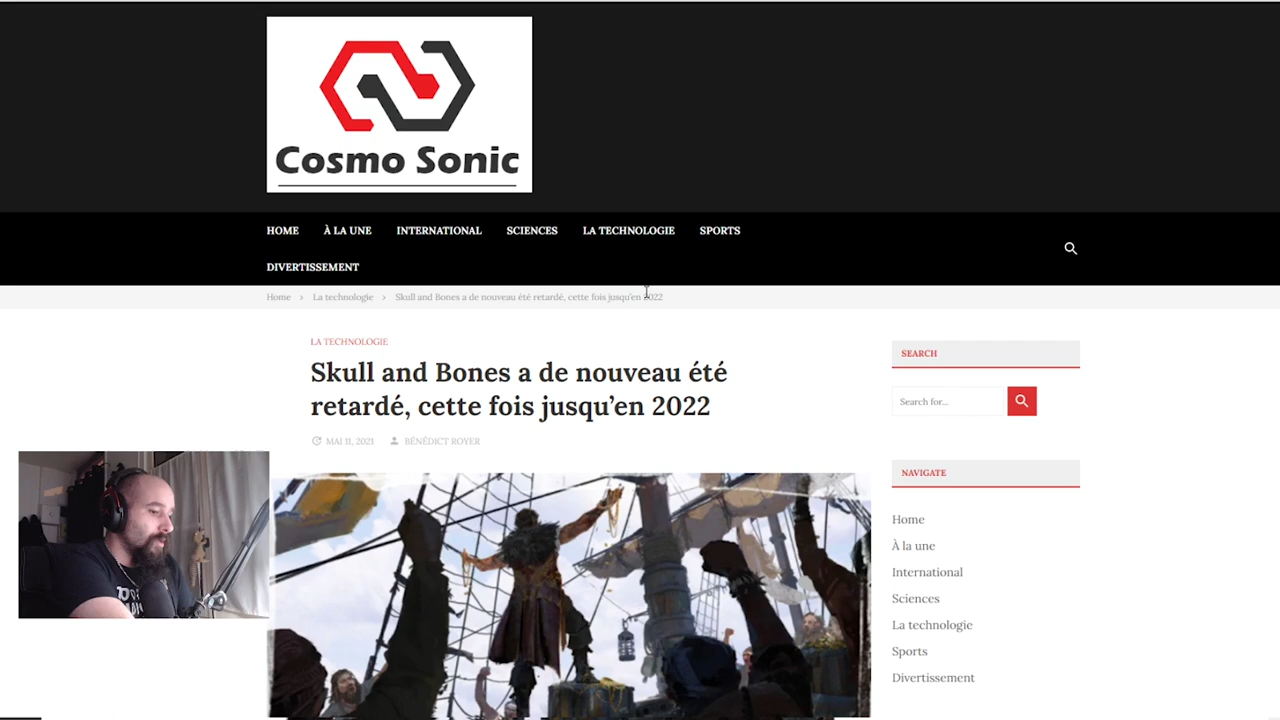 Cosmo Sonic
HOME À LA UNE INTERNATIONAL SCIENCES LA TECHNOLOGIE SPORTS
DIVERTISSEMENT
Home > La technologie > Skull and Bones a de nouveau été retardé, cette fois jusqu'en 2022
LA TECHNOLOGIE
Skull and Bones a de nouveau été
retardé, cette fois jusqu'en 2022
MAI 11, 2021 BÉNÉDICT ROYER
SEARCH
Search for...
NAVIGATE
Home
À la une
International
Sciences
La technologie
Sports
Divertissement